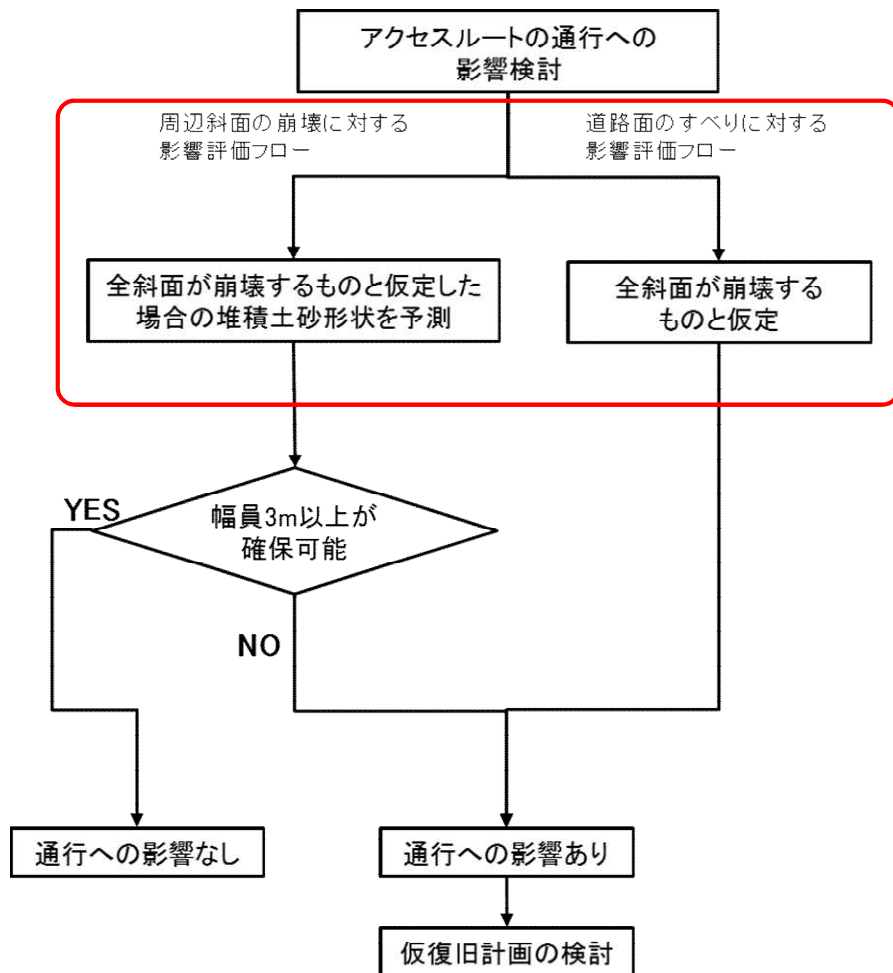 アクセスルートの通行への
影響検討
周辺斜面の崩壊に対する
影響評価フロー
道路面のすべりに対する
影響評価フロー
全斜面が崩壊するものと仮定した
場合の堆積土砂形状を予測
全斜面が崩壊する
ものと仮定
YES
幅員3m以上が
確保可能
NO
通行への影響なし
通行への影響あり
仮復旧計画の検討